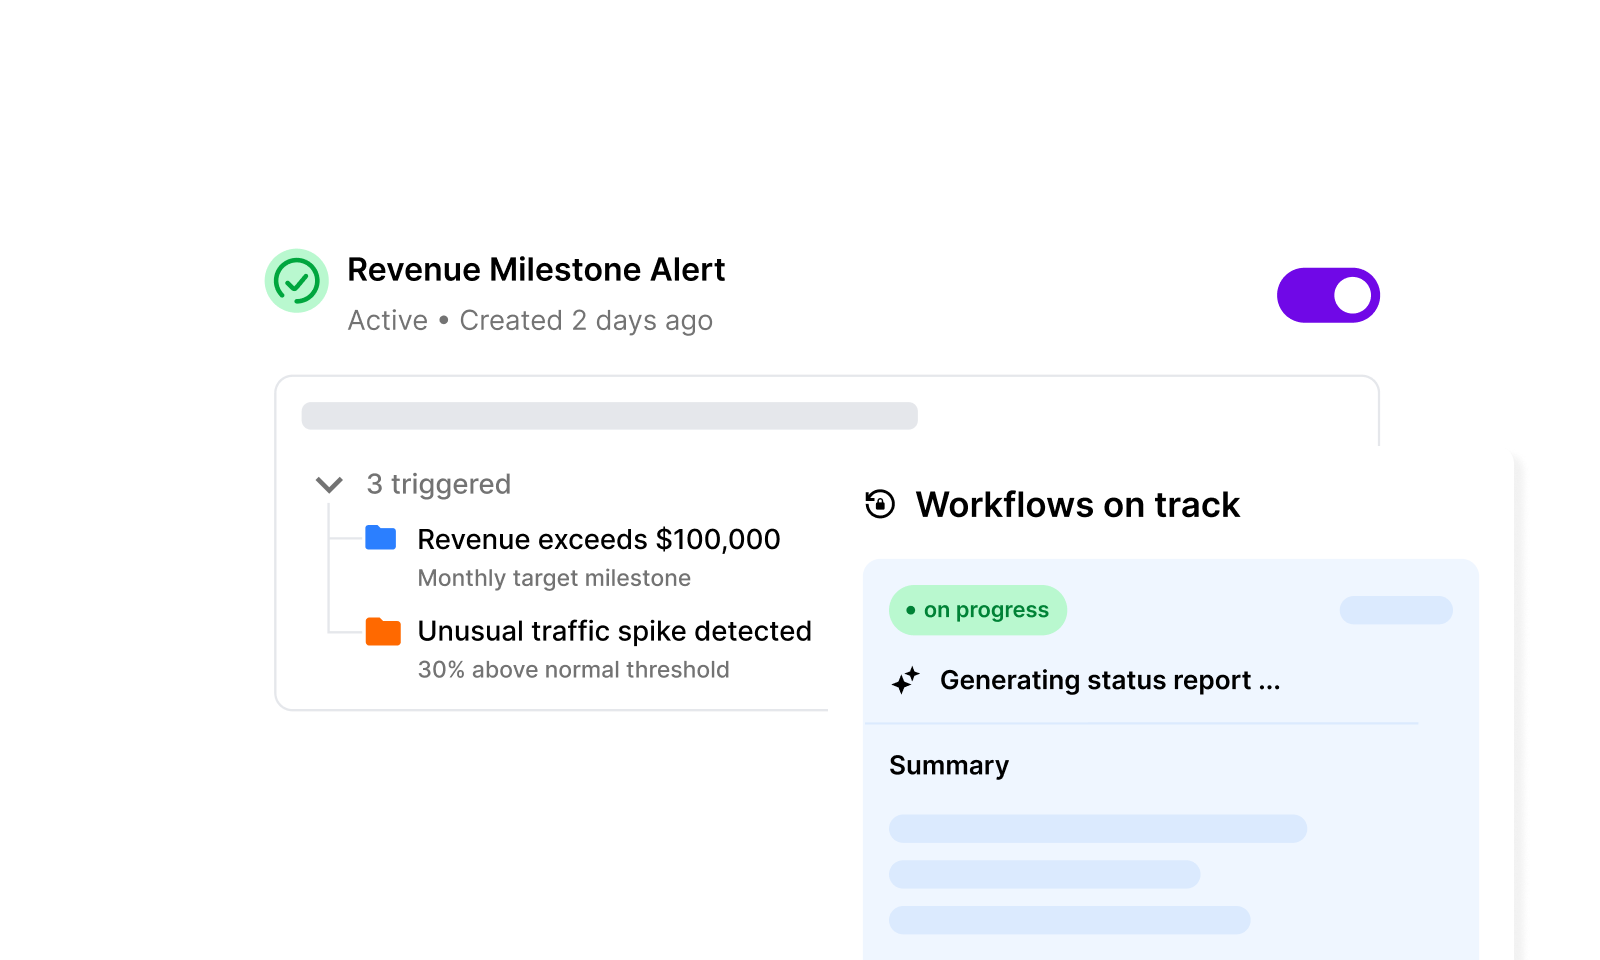 Revenue Milestone Alert
Active • Created 2 days ago
3 triggered
Revenue exceeds $100,000
Monthly target milestone
Unusual traffic spike detected
30% above normal threshold
Workflows on track
• on progress
Generating status report ...
Summary